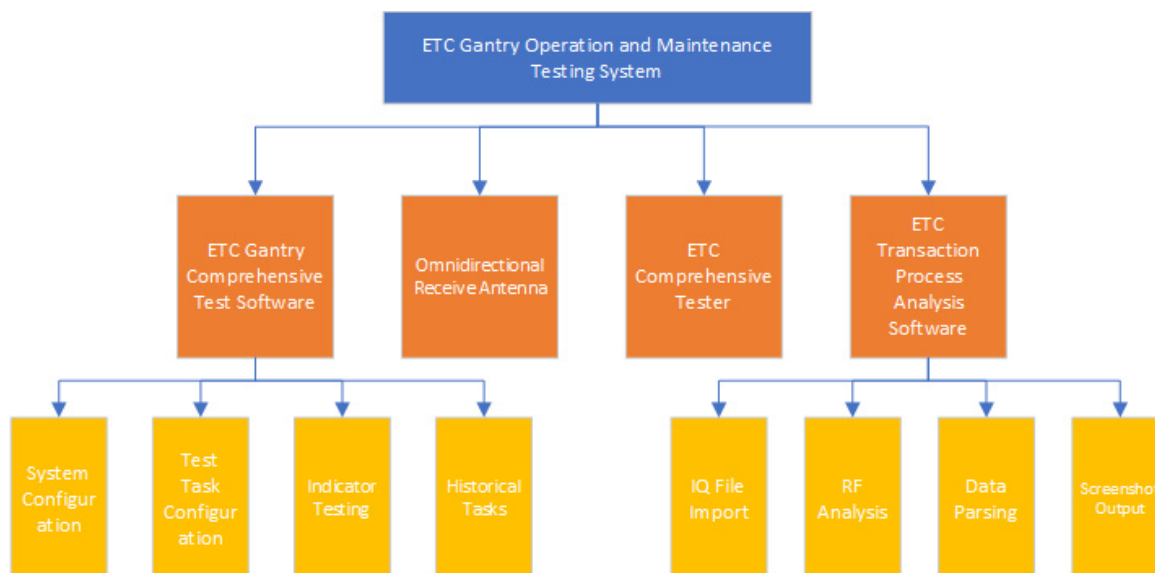 ETC Gantry Operation and Maintenance
Testing System
ETC Gantry
Comprehensive
Test Software
Omnidirectional
Receive Antenna
ETC
Comprehensive
Tester
ETC
Transaction
Process
Analysis
Software
System
Configur
ation
Test
Task
Configur
ation
Indicator
Testing
Historical
Tasks
IQ File
Import
RF
Analysis
Data
Parsing
Screenshot
Output